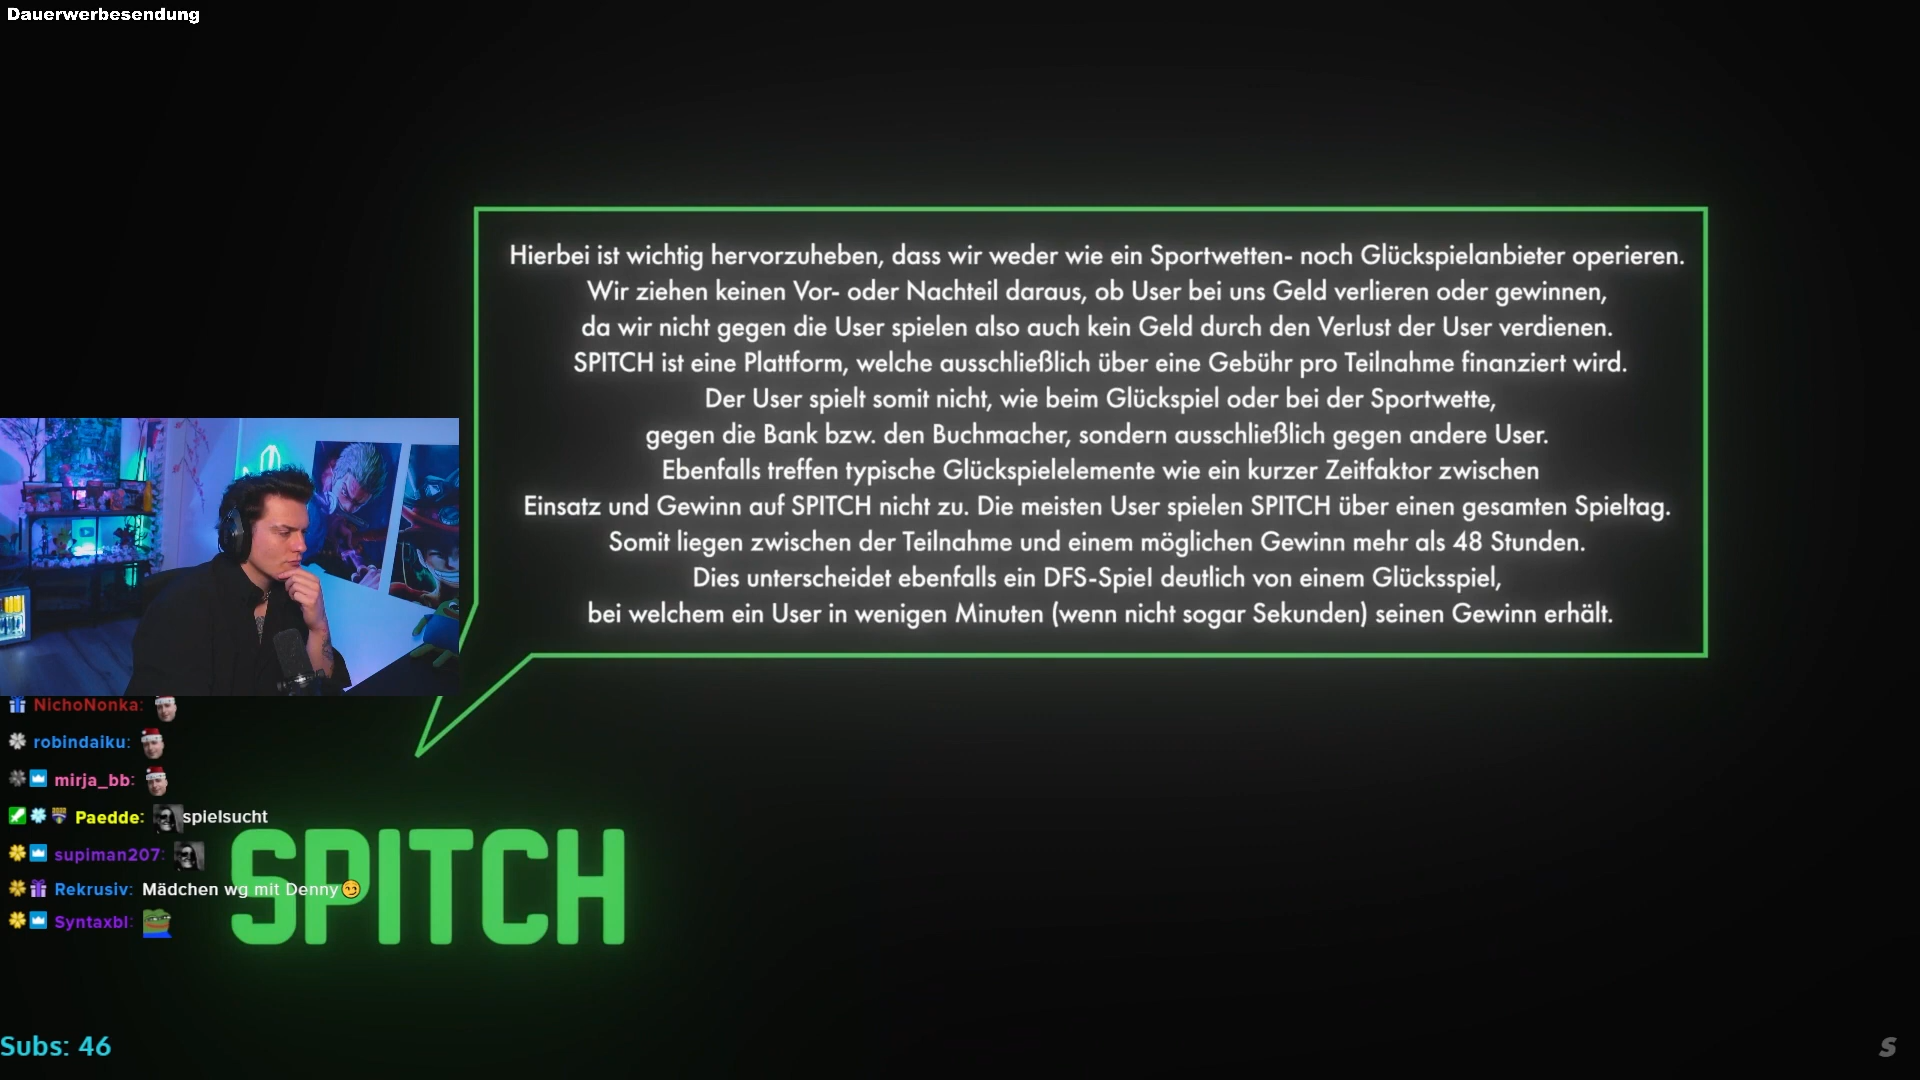 Dauerwerbesendung
Hierbei ist wichtig hervorzuheben, dass wir weder wie ein Sportwetten- noch Glückspielanbieter operieren.
Wir ziehen keinen Vor- oder Nachteil daraus, ob User bei uns Geld verlieren oder gewinnen,
da wir nicht gegen die User spielen also auch kein Geld durch den Verlust der User verdienen.
SPITCH ist eine Plattform, welche ausschließlich über eine Gebühr pro Teilnahme finanziert wird.
Der User spielt somit nicht, wie beim Glückspiel oder bei der Sportwette,
gegen die Bank bzw. den Buchmacher, sondern ausschließlich gegen andere User.
Ebenfalls treffen typische Glückspielelemente wie ein kurzer Zeitfaktor zwischen
Einsatz und Gewinn auf SPITCH nicht zu. Die meisten User spielen SPITCH über einen gesamten Spieltag.
Somit liegen zwischen der Teilnahme und einem möglichen Gewinn mehr als 48 Stunden.
Dies unterscheidet ebenfalls ein DFS-Spiel deutlich von einem Glücksspiel,
bei welchem ein User in wenigen Minuten (wenn nicht sogar Sekunden) seinen Gewinn erhält.
NichoNonka:
robindaiku:
mirja_bb:
Paedde: spielsucht
supiman207:
Rekrusiv: Mädchen wg mit Denny
Syntaxbl:
SPITCH
Subs: 46
S